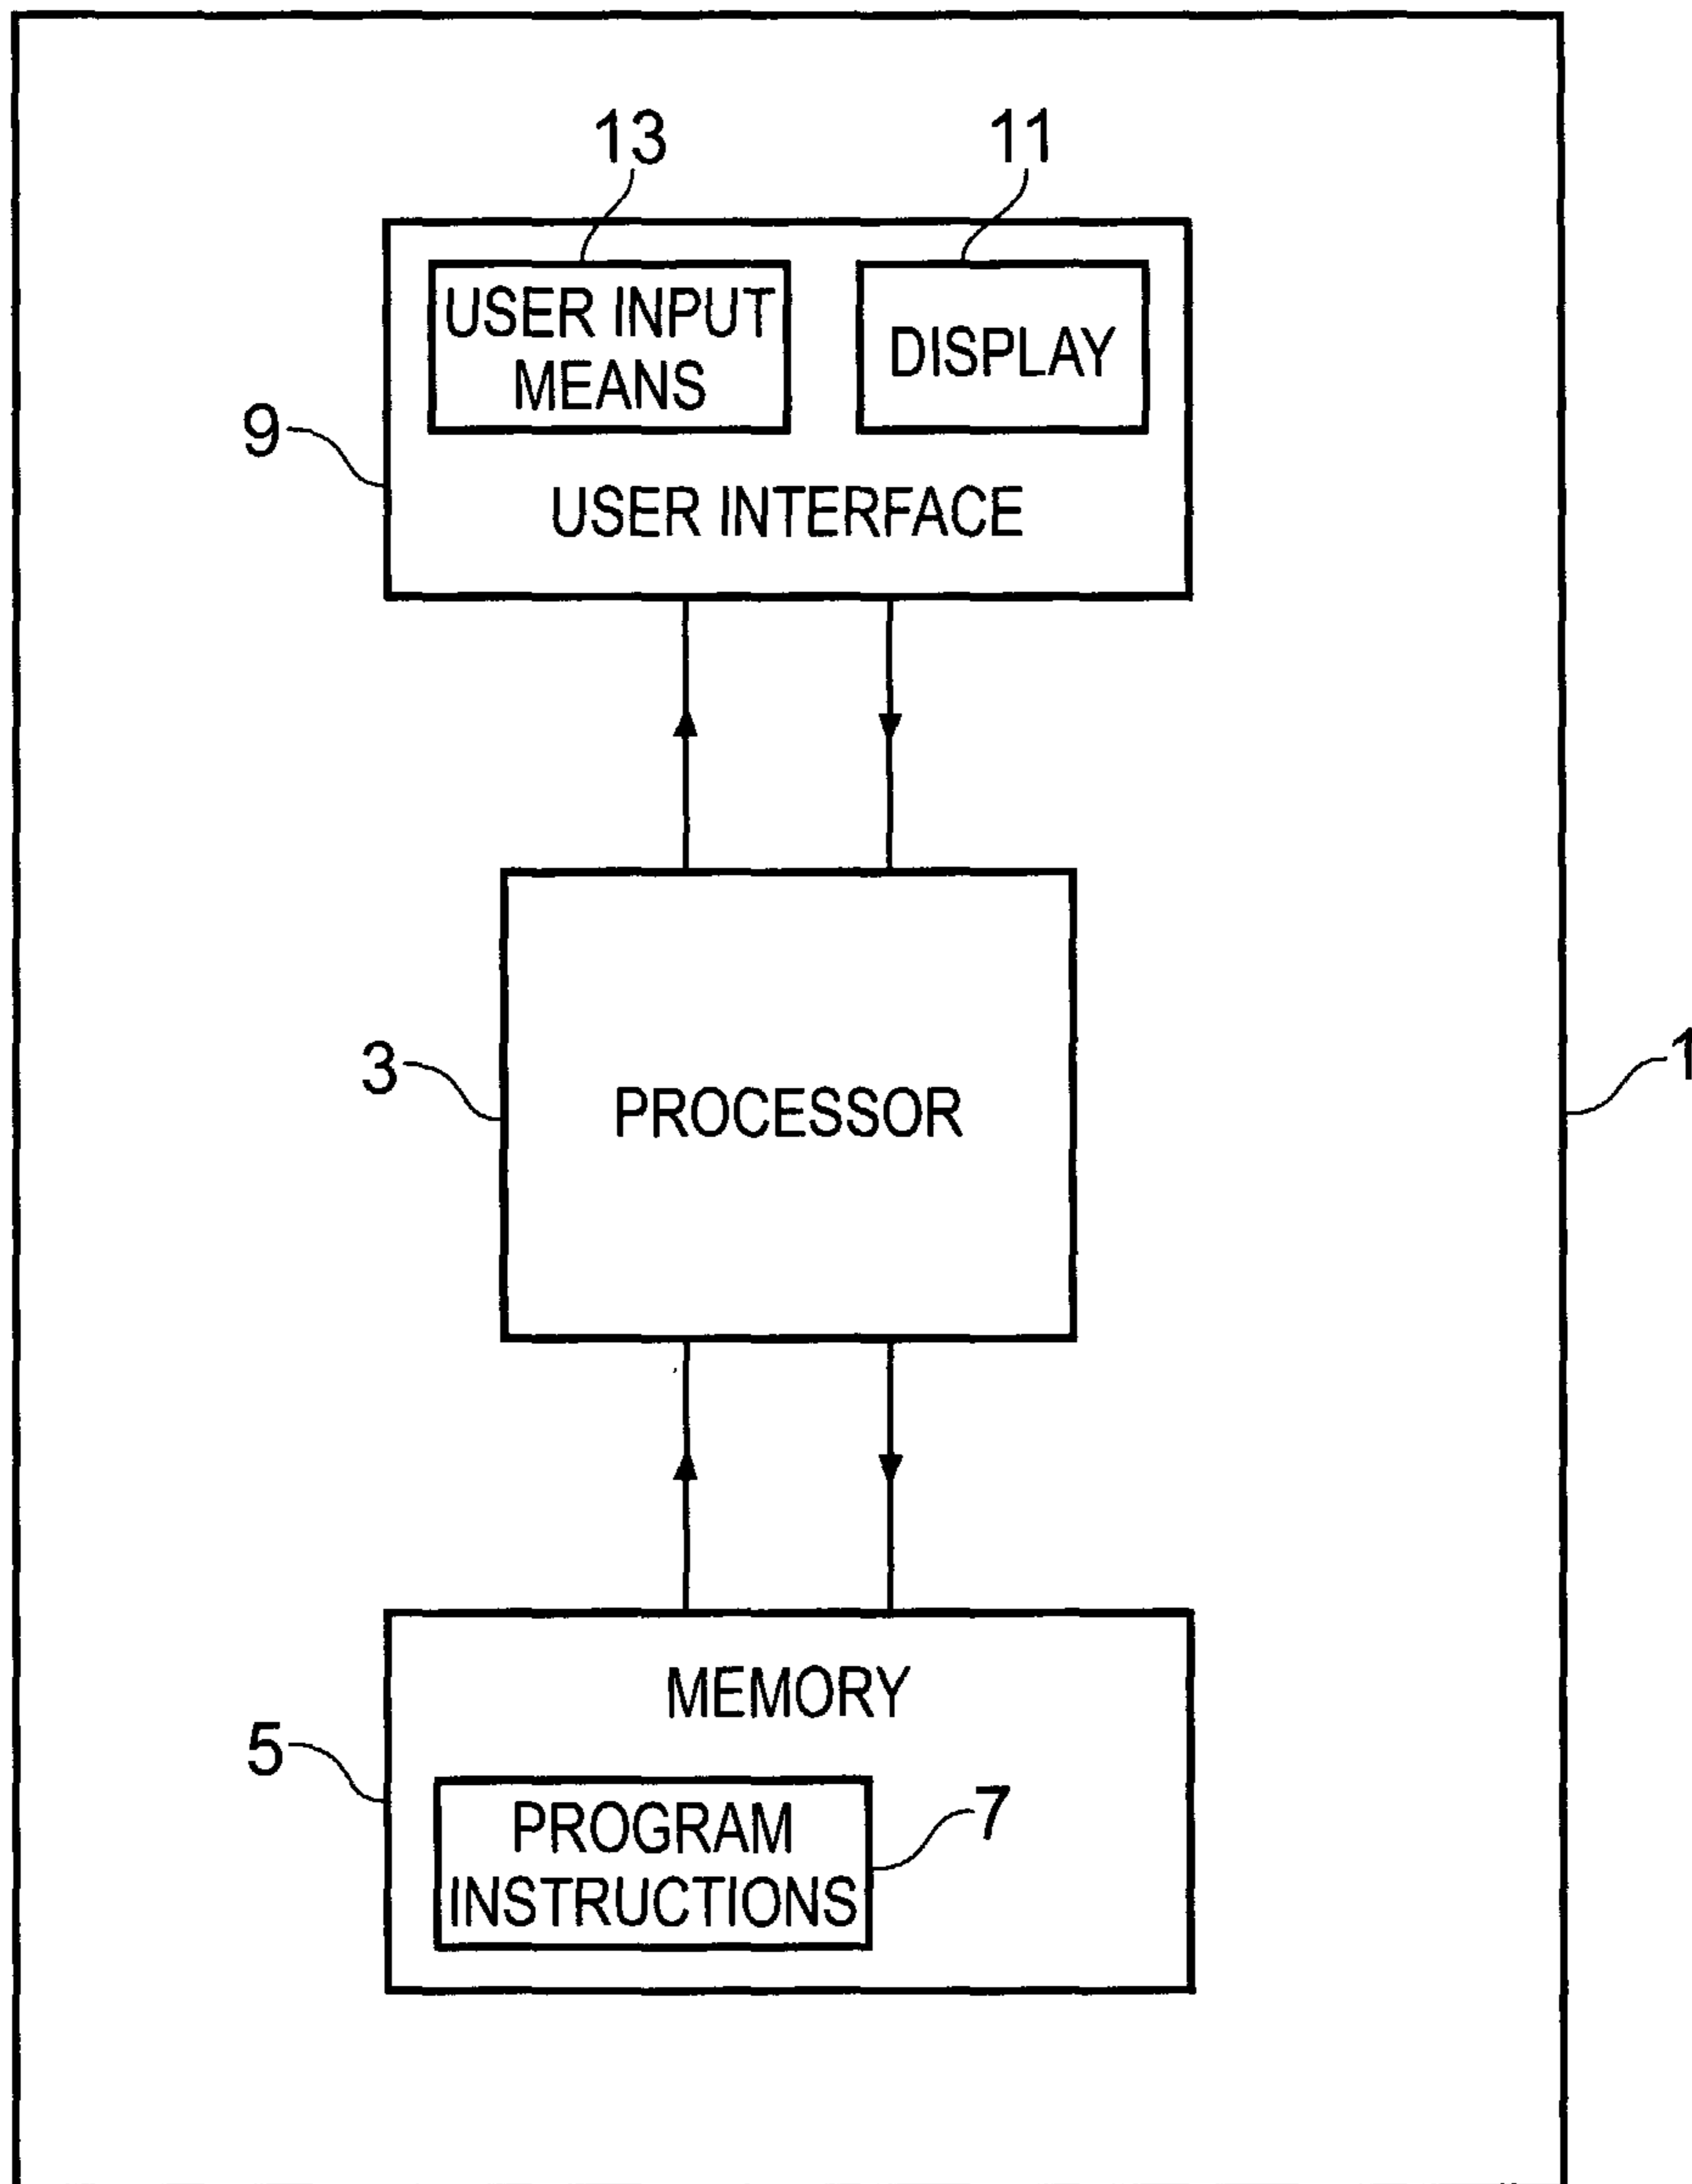 13
11
USER INPUT
MEANS
DISPLAY
9
USER INTERFACE
3
PROCESSOR
1
MEMORY
5
PROGRAM
INSTRUCTIONS
7